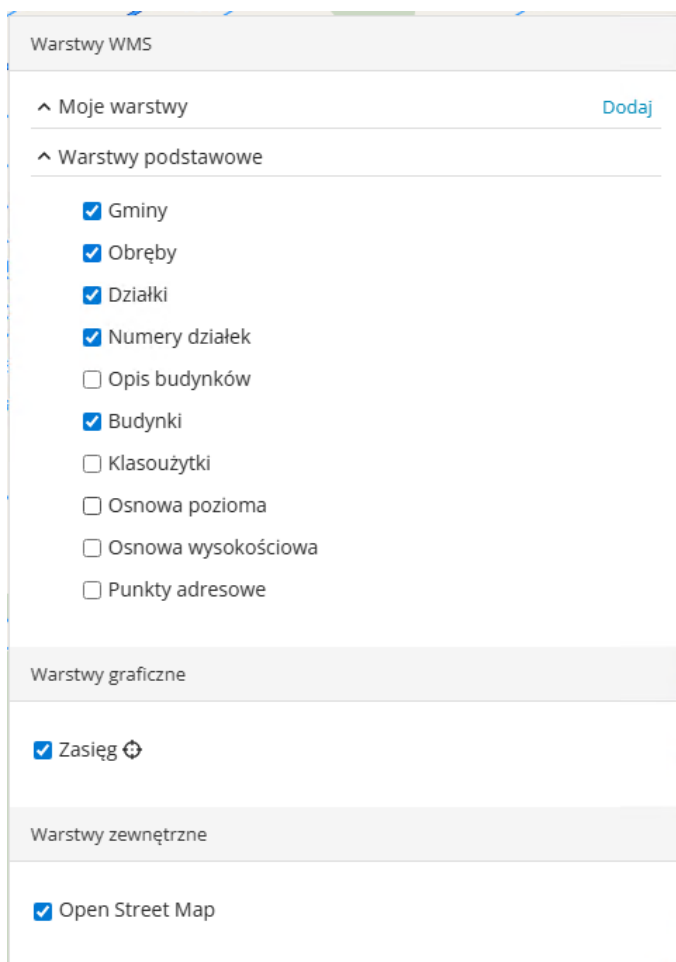 Warstwy WMS
Moje warstwy Dodaj
Warstwy podstawowe
Gminy
Obręby
Działki
Numery działek
Opis budynków
Budynki
Klasoużytki
Osnowa pozioma
Osnowa wysokościowa
Punkty adresowe
Warstwy graficzne
Zasięg
Warstwy zewnętrzne
Open Street Map